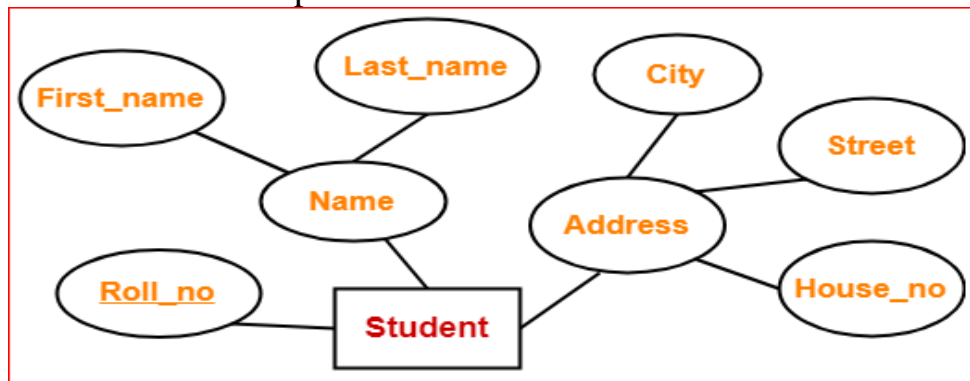 Last_name
City
First_name
Street
Name
Address
Roll_no
House_no
Student